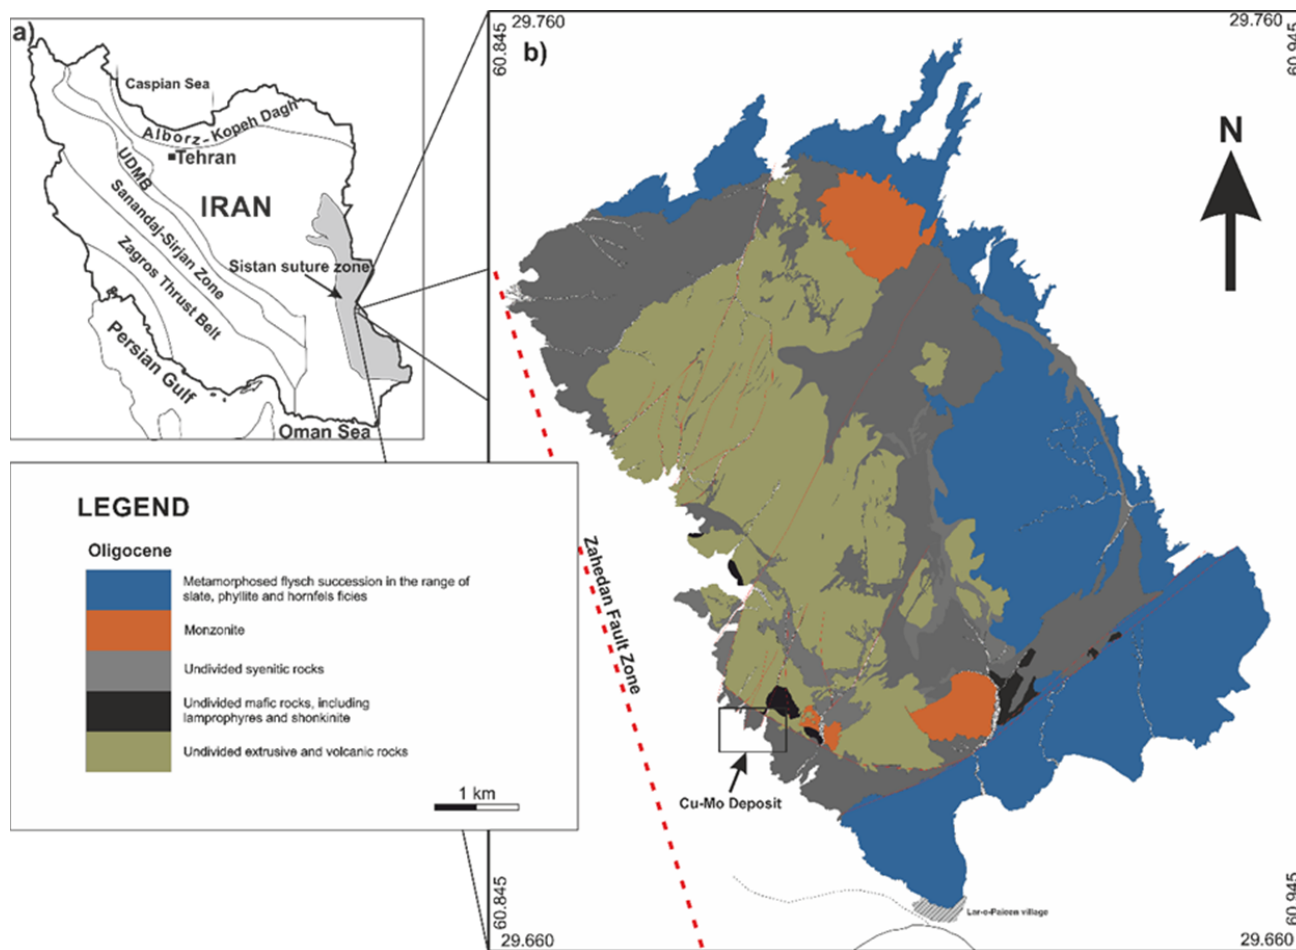 a)
Caspian Sea
Alborz-Kopeh Dagh
Tehran
UDMB
Sanandaj-Sirjan Zone
IRAN
Zagros Thrust Belt
Sistan suture zone
Persian Gulf
Oman Sea
LEGEND
Oligocene
Metamorphosed flysch succession in the range of
slate, phyllite and hornfels ficies
Monzonite
Undivided syenitic rocks
Undivided mafic rocks, including
lamprophyres and shonkinite
Undivided extrusive and volcanic rocks
1 km
29.760
29.760
60.845
60.945
b)
N
Zahedan Fault Zone
Cu-Mo Deposit
Lar-e-Paieen village
60.845
60.945
29.660
29.660